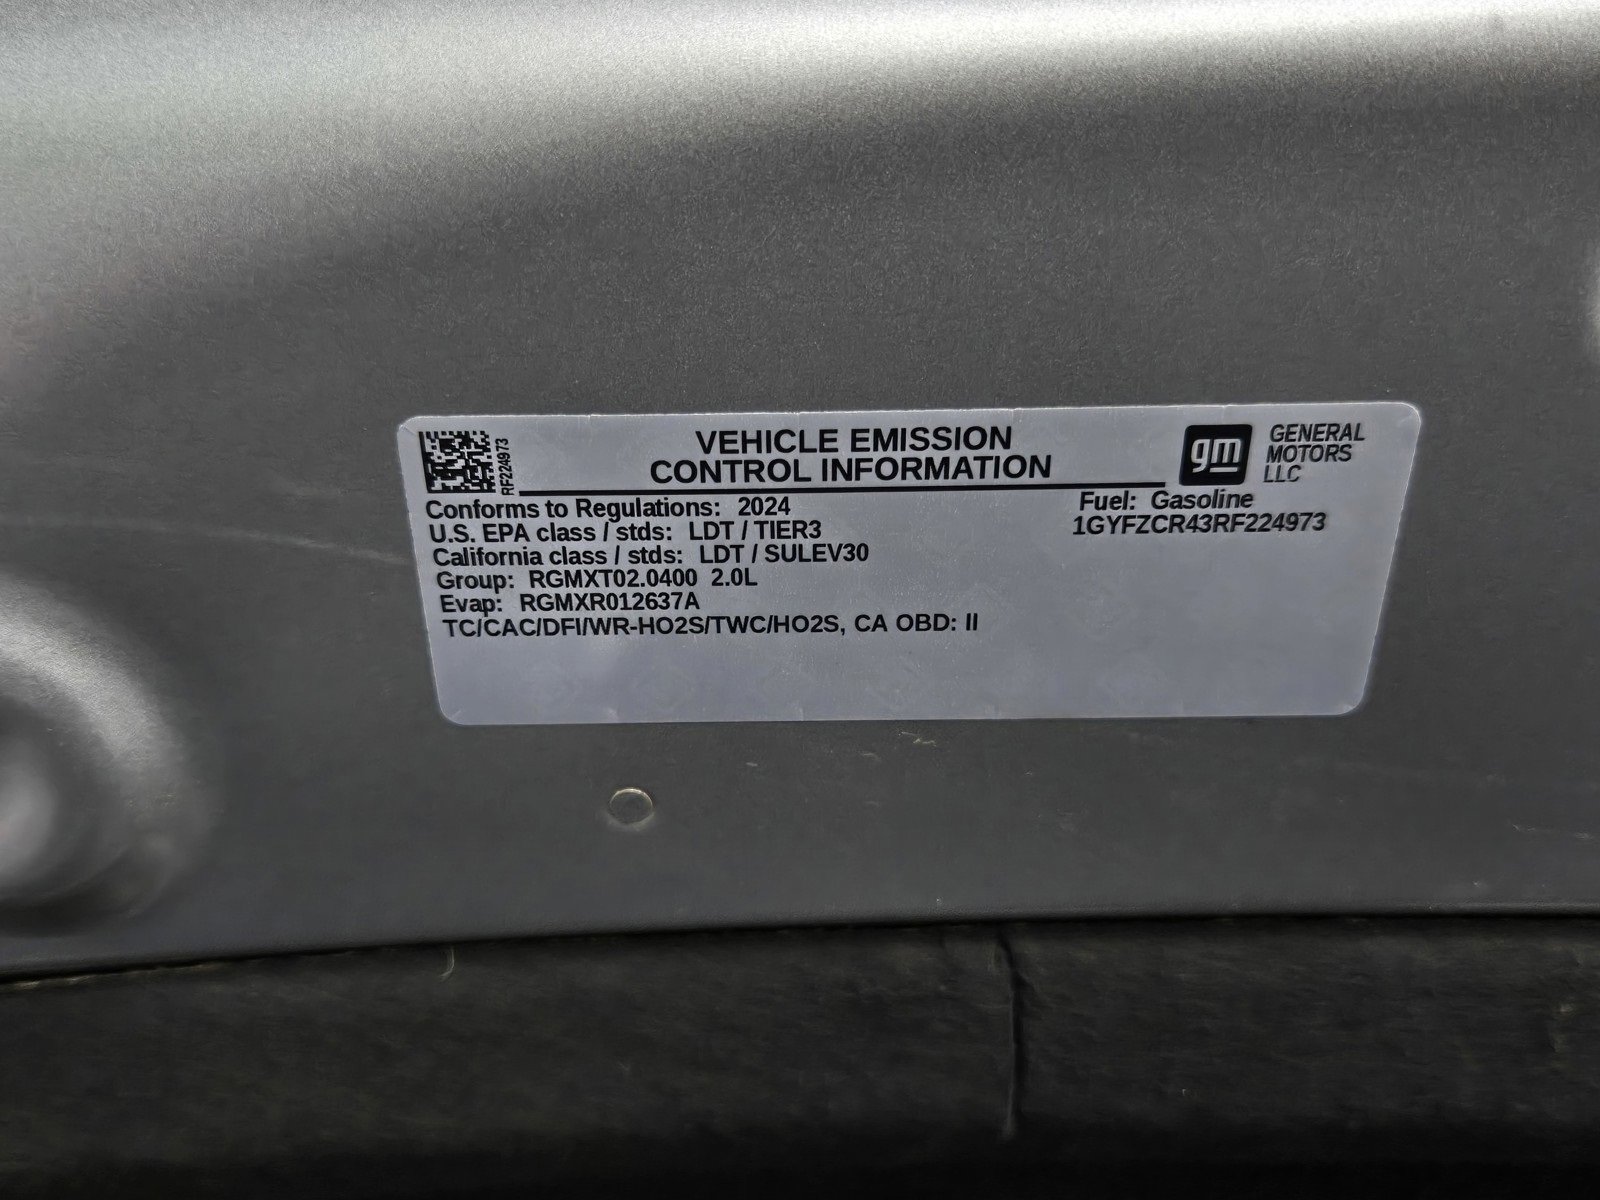 RF224973
VEHICLE EMISSION
CONTROL INFORMATION
gm
GENERAL
MOTORS
LLC
Conforms to Regulations: 2024
U.S. EPA class / stds: LDT / TIER3
California class / stds: LDT / SULEV30
Group: RGMXT02.0400 2.0L
Evap: RGMXR012637A
TC/CAC/DFI/WR-HO2S/TWC/HO2S, CA OBD: II
Fuel: Gasoline
1GYFZCR43RF224973